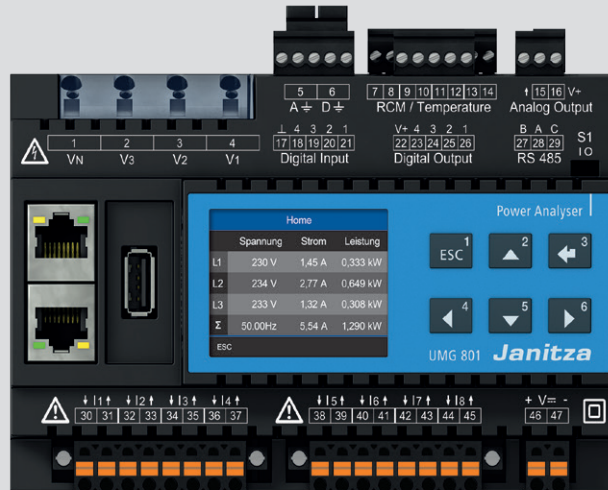 5 6
A ⏚ D ⏚
7 8 9 10 11 12 13 14
RCM / Temperature
↑ 15 16 V+
Analog Output
1 2 3 4
VN V3 V2 V1
⊥ 4 3 2 1
17 18 19 20 21
Digital Input
V+ 4 3 2 1
22 23 24 25 26
Digital Output
B A C
27 28 29
RS 485
S1
I O
Power Analyser
Home
Spannung Strom Leistung
L1 230 V 1,45 A 0,333 kW
L2 234 V 2,77 A 0,649 kW
L3 233 V 1,32 A 0,308 kW
Σ 50.00Hz 5,54 A 1,290 kW
ESC
ESC 1
2
3
4
5
6
UMG 801 Janitza
↓ I1 ↑ ↓ I2 ↑ ↓ I3 ↑ ↓ I4 ↑
30 31 32 33 34 35 36 37
↓ I5 ↑ ↓ I6 ↑ ↓ I7 ↑ ↓ I8 ↑
38 39 40 41 42 43 44 45
+ V= -
46 47